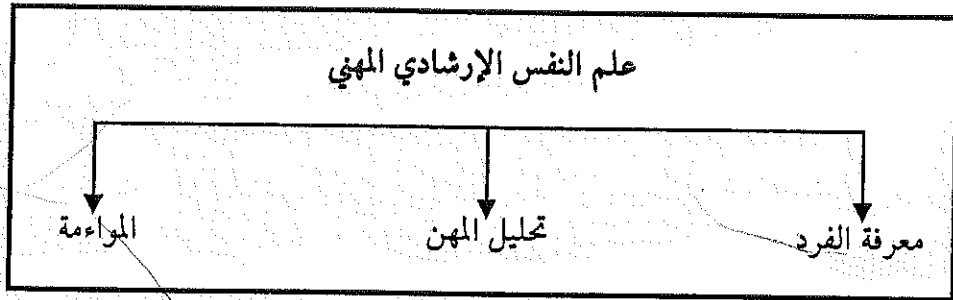 علم النفس الإرشادي المهني
معرفة الفرد تحليل المهن المواءمة